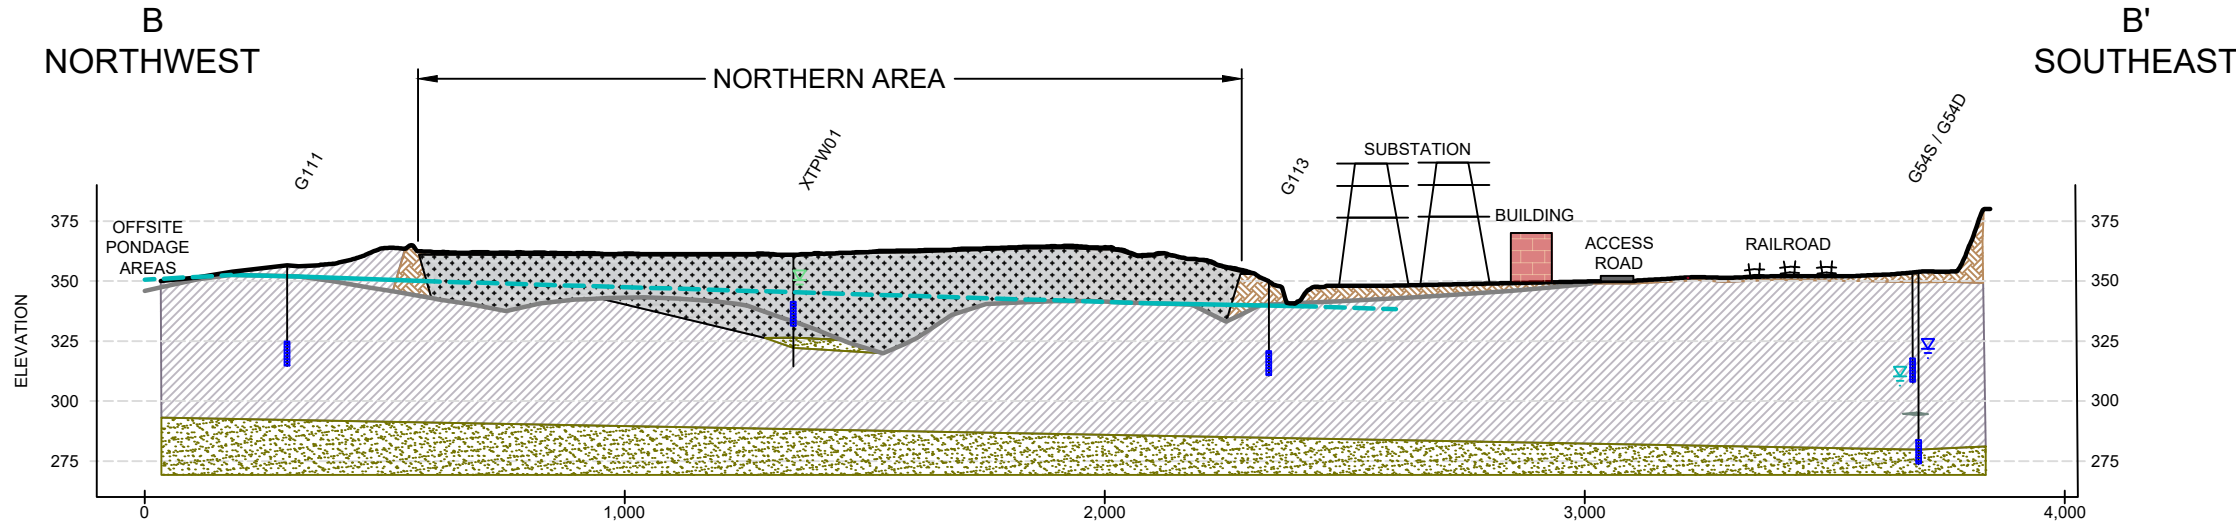 B
NORTHWEST
B'
SOUTHEAST
NORTHERN AREA
G111
XTPW01
G113
SUBSTATION
G54S / G54D
OFFSITE
PONDAGE
AREAS
BUILDING
ACCESS
ROAD
RAILROAD
ELEVATION
375
350
325
300
275
375
350
325
300
275
0
1,000
2,000
3,000
4,000